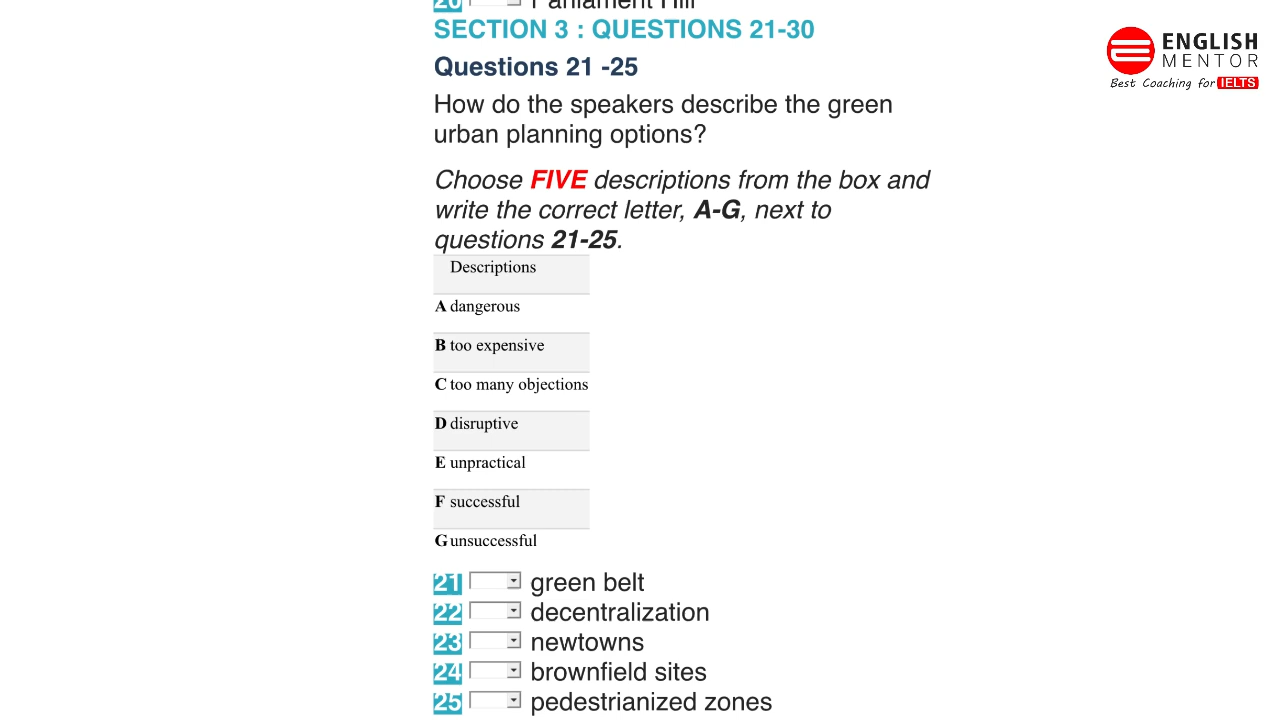 20 Parliament Hill
SECTION 3 : QUESTIONS 21-30
ENGLISH
MENTOR
Best Coaching for IELTS
Questions 21 -25
How do the speakers describe the green
urban planning options?
Choose FIVE descriptions from the box and
write the correct letter, A-G, next to
questions 21-25.
Descriptions
A dangerous
B too expensive
C too many objections
D disruptive
E unpractical
F successful
G unsuccessful
21 green belt
22 decentralization
23 newtowns
24 brownfield sites
25 pedestrianized zones